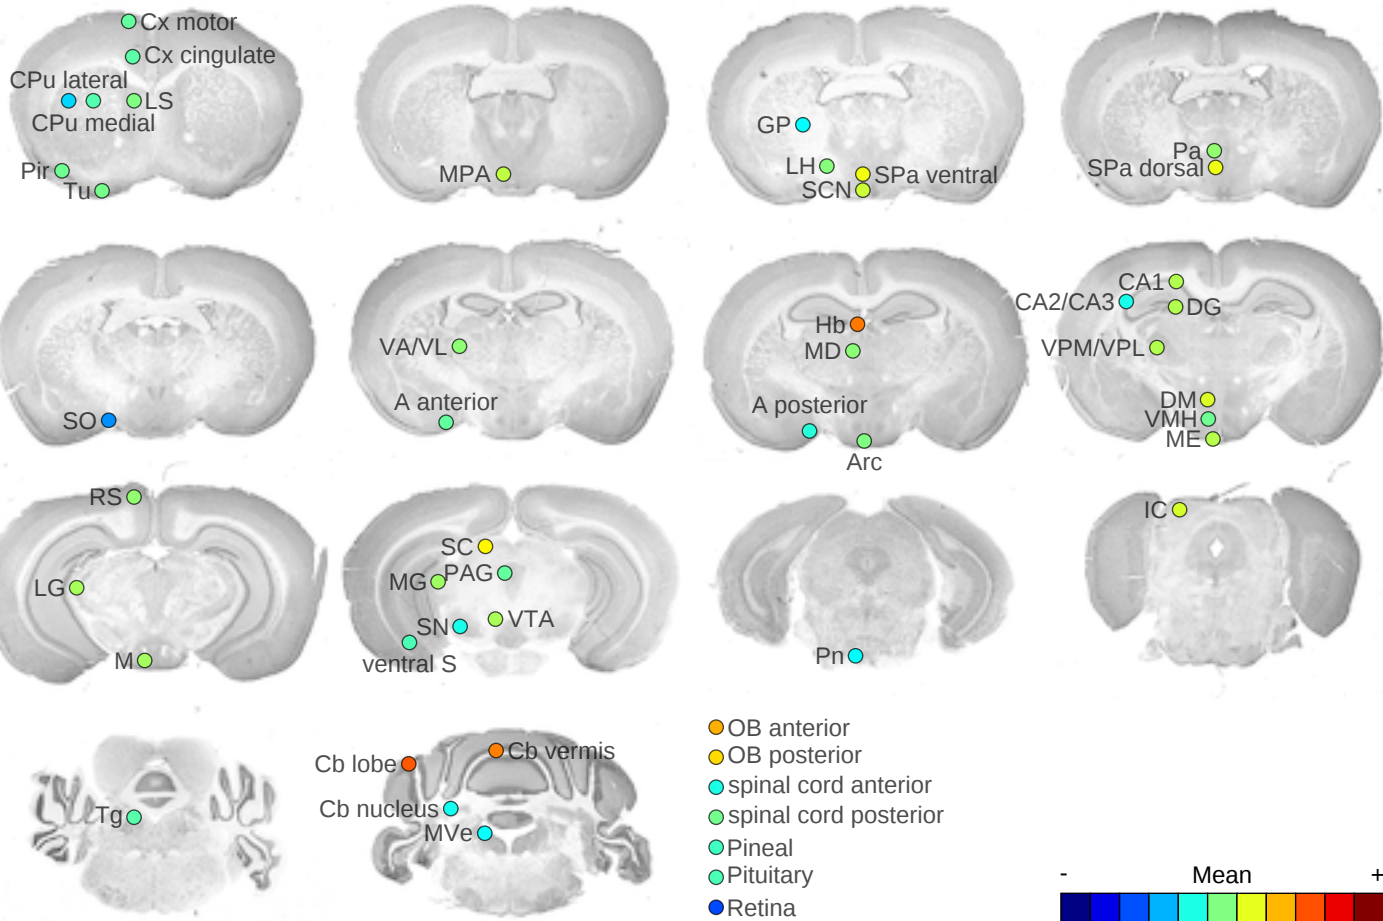 Cx motor
Cx cingulate
CPu lateral
LS
CPu medial
Pir
Tu
MPA
GP
LH
SPa ventral
SCN
Pa
SPa dorsal
SO
VA/VL
A anterior
Hb
MD
A posterior
Arc
CA1
CA2/CA3
DG
VPM/VPL
DM
VMH
ME
RS
LG
M
SC
MG
PAG
SN
VTA
ventral S
Pn
IC
Tg
Cb lobe
Cb vermis
Cb nucleus
MVe
OB anterior
OB posterior
spinal cord anterior
spinal cord posterior
Pineal
Pituitary
Retina
- Mean +